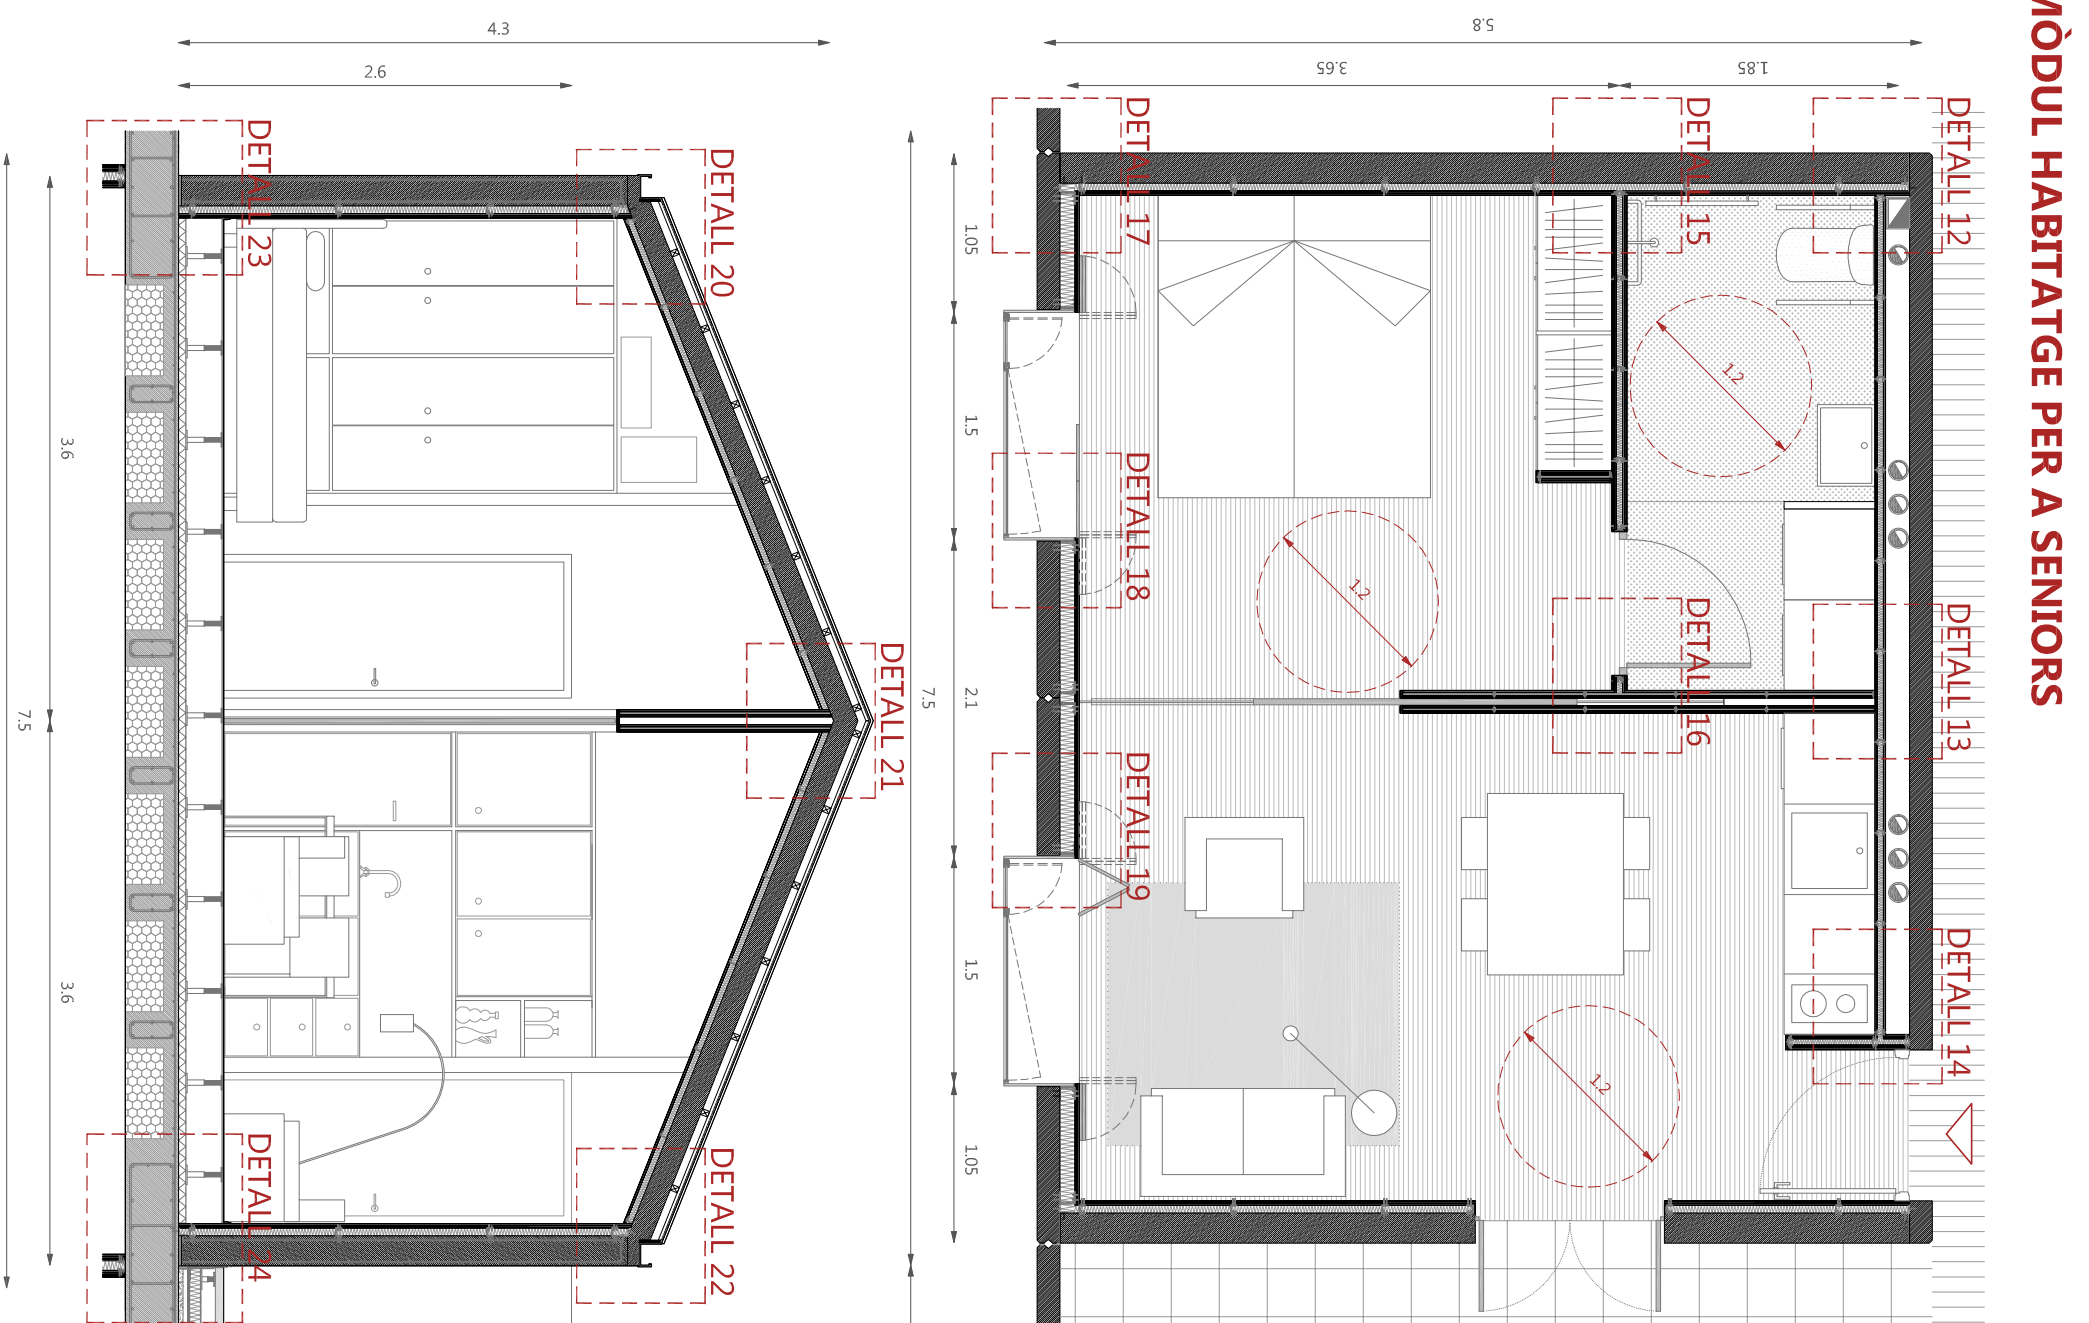 MÒDUL HABITATGE PER A SENIORS
DETALL 12
DETALL 13
DETALL 14
1.85
5.8
3.65
DETALL 15
DETALL 16
1.2
1.2
1.2
DETALL 17
DETALL 18
DETALL 19
1.05
1.5
2.1
1.5
1.05
7.5
DETALL 21
DETALL 20
DETALL 22
4.3
2.6
DETALL 23
DETALL 24
3.6
3.6
7.5